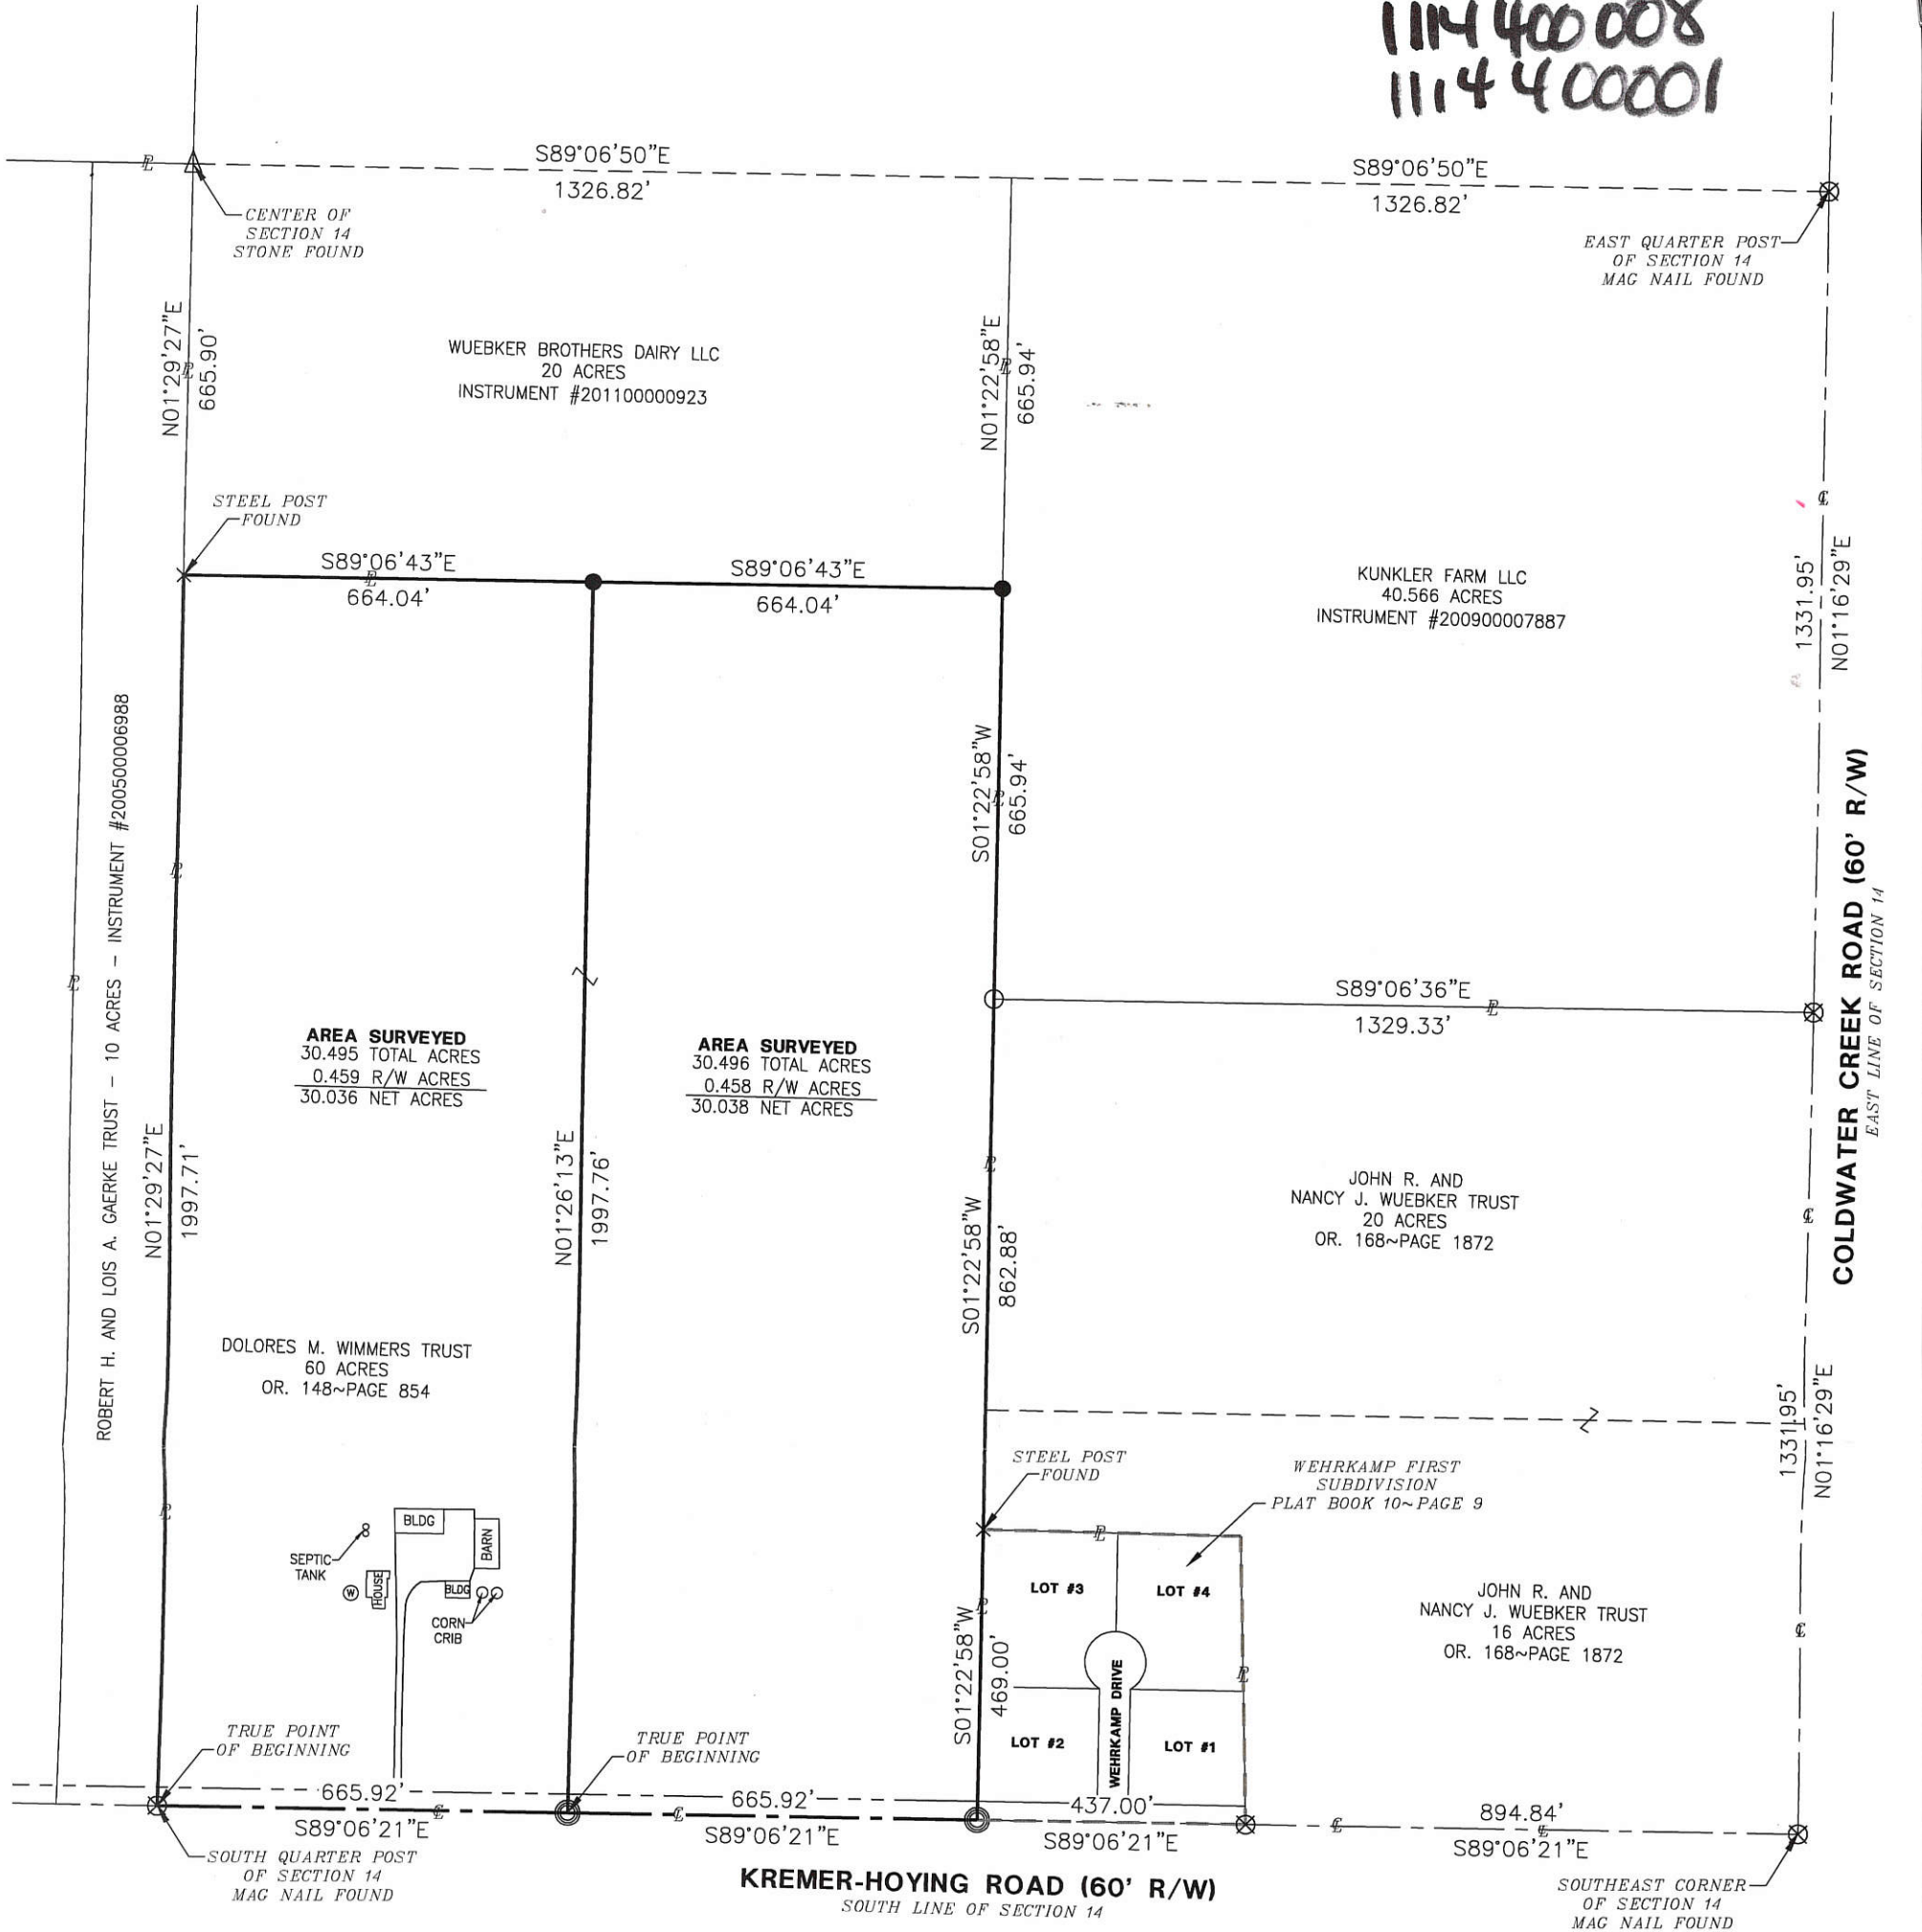 1114400008
1114400001
S89°06'50"E
1326.82'
S89°06'50"E
1326.82'
CENTER OF
SECTION 14
STONE FOUND
EAST QUARTER POST
OF SECTION 14
MAG NAIL FOUND
N01°29'27"E
665.90'
WUEBKER BROTHERS DAIRY LLC
20 ACRES
INSTRUMENT #201100000923
N01°22'58"E
665.94'
STEEL POST
FOUND
S89°06'43"E
664.04'
S89°06'43"E
664.04'
KUNKLER FARM LLC
40.566 ACRES
INSTRUMENT #200900007887
1331.95'
N01°16'29"E
ROBERT H. AND LOIS A. GAERKE TRUST - 10 ACRES - INSTRUMENT #200500006988
S01°22'58"W
665.94'
COLDWATER CREEK ROAD (60' R/W)
EAST LINE OF SECTION 14
S89°06'36"E
1329.33'
AREA SURVEYED
30.495 TOTAL ACRES
0.459 R/W ACRES
30.036 NET ACRES
AREA SURVEYED
30.496 TOTAL ACRES
0.458 R/W ACRES
30.038 NET ACRES
N01°29'27"E
1997.71'
N01°26'13"E
1997.76'
S01°22'58"W
862.88'
JOHN R. AND
NANCY J. WUEBKER TRUST
20 ACRES
OR. 168~PAGE 1872
DOLORES M. WIMMERS TRUST
60 ACRES
OR. 148~PAGE 854
1331.95'
N01°16'29"E
STEEL POST
FOUND
WEHRKAMP FIRST
SUBDIVISION
PLAT BOOK 10~PAGE 9
BLDG
BARN
SEPTIC
TANK
W
HOUSE
BLDG
CORN
CRIB
LOT #3
LOT #4
JOHN R. AND
NANCY J. WUEBKER TRUST
16 ACRES
OR. 168~PAGE 1872
S01°22'58"W
469.00'
WEHRKAMP DRIVE
LOT #2
LOT #1
TRUE POINT
OF BEGINNING
TRUE POINT
OF BEGINNING
665.92'
S89°06'21"E
665.92'
S89°06'21"E
437.00'
S89°06'21"E
894.84'
S89°06'21"E
SOUTH QUARTER POST
OF SECTION 14
MAG NAIL FOUND
KREMER-HOYING ROAD (60' R/W)
SOUTH LINE OF SECTION 14
SOUTHEAST CORNER
OF SECTION 14
MAG NAIL FOUND